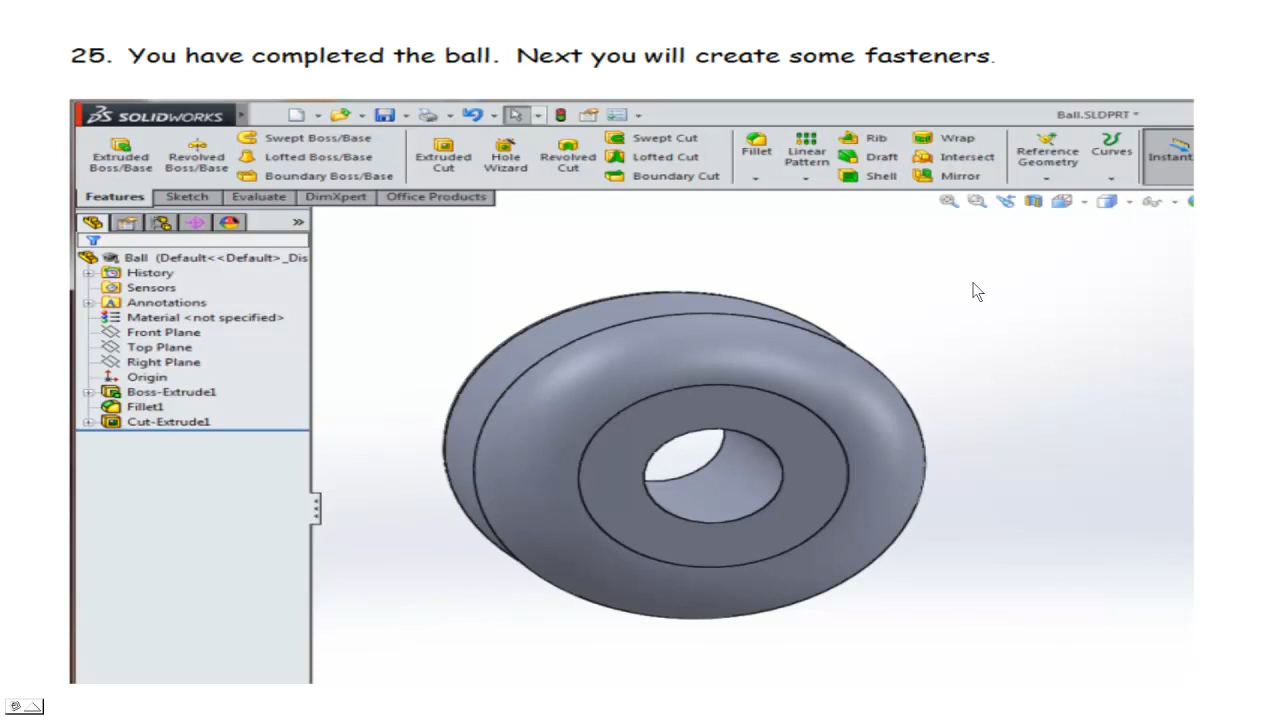 25. You have completed the ball. Next you will create some fasteners.
SOLIDWORKS
Ball.SLDPRT *
Extruded Boss/Base
Revolved Boss/Base
Swept Boss/Base
Lofted Boss/Base
Boundary Boss/Base
Extruded Cut
Hole Wizard
Revolved Cut
Swept Cut
Lofted Cut
Boundary Cut
Fillet
Linear Pattern
Rib
Draft
Shell
Wrap
Intersect
Mirror
Reference Geometry
Curves
Instant
Features Sketch Evaluate DimXpert Office Products
»
Ball (Default<<Default>_Dis
History
Sensors
Annotations
Material <not specified>
Front Plane
Top Plane
Right Plane
Origin
Boss-Extrude1
Fillet1
Cut-Extrude1